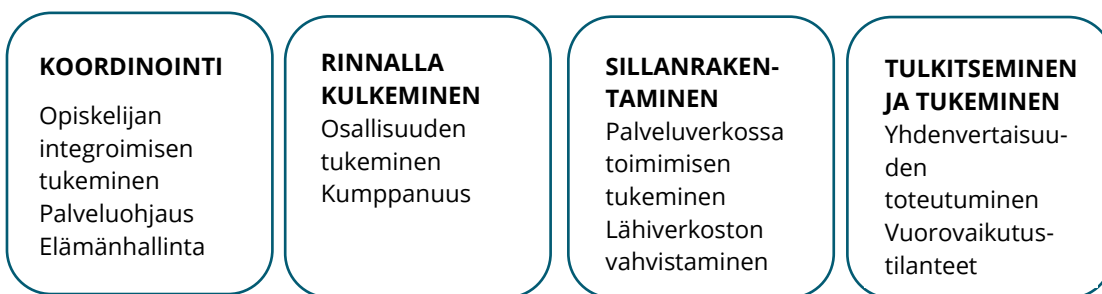 KOORDINOINTI
Opiskelijan
integroimisen
tukeminen
Palveluohjaus
Elämänhallinta
RINNALLA
KULKEMINEN
Osallisuuden
tukeminen
Kumppanuus
SILLANRAKEN-
TAMINEN
Palveluverkossa
toimimisen
tukeminen
Lähiverkoston
vahvistaminen
TULKITSEMINEN
JA TUKEMINEN
Yhdenvertaisuu-
den
toteutuminen
Vuorovaikutus-
tilanteet